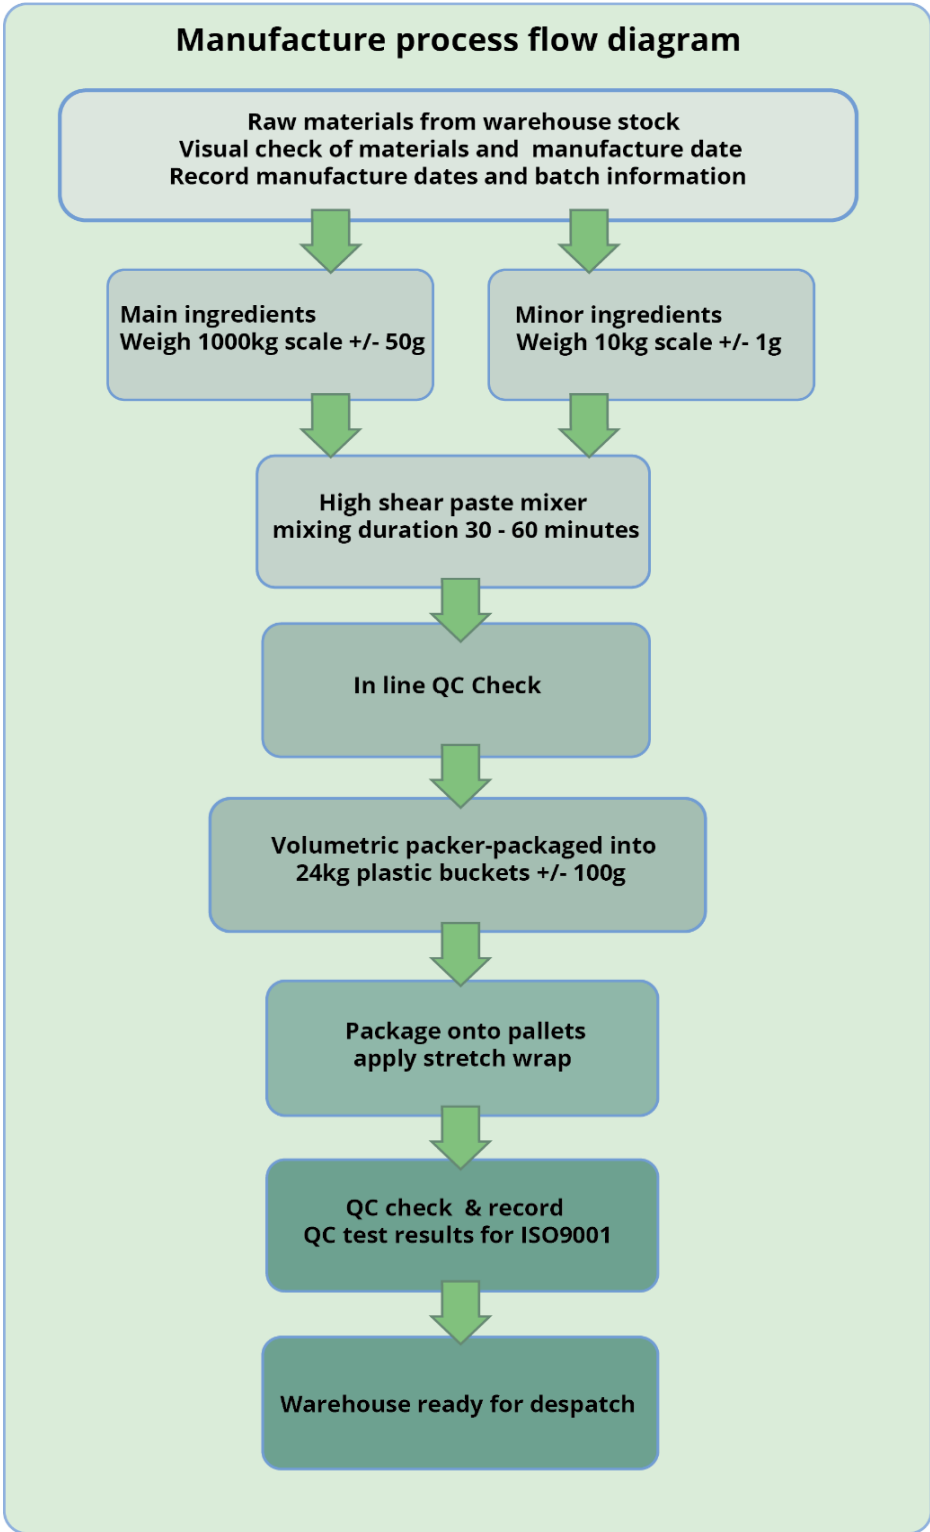 Manufacture process flow diagram
Raw materials from warehouse stock
Visual check of materials and  manufacture date
Record manufacture dates and batch information
Main ingredients
Weigh 1000kg scale +/- 50g
Minor ingredients
Weigh 10kg scale +/- 1g
High shear paste mixer
mixing duration 30 - 60 minutes
In line QC Check
Volumetric packer-packaged into
24kg plastic buckets +/- 100g
Package onto pallets
apply stretch wrap
QC check  & record
QC test results for ISO9001
Warehouse ready for despatch